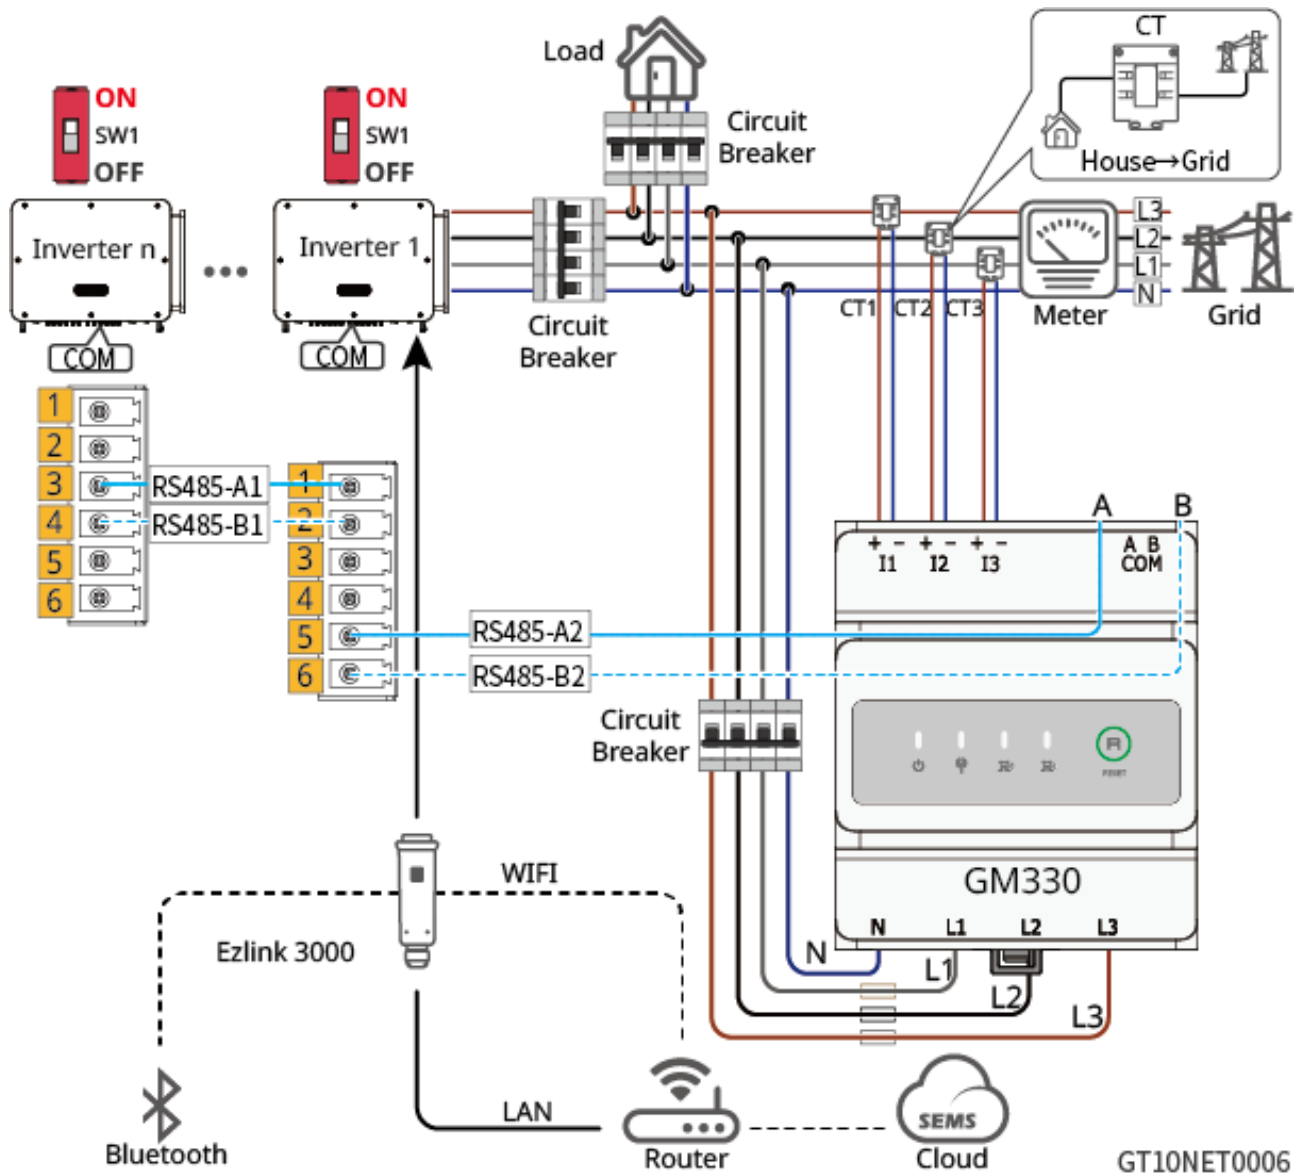 CT
House→Grid
Load
Circuit
Breaker
ON
SW1
OFF
ON
SW1
OFF
Inverter n
Inverter 1
COM
COM
Circuit
Breaker
L3
L2
L1
N
CT1
CT2
CT3
Meter
Grid
1
2
3
4
5
6
RS485-A1
RS485-B1
1
2
3
4
5
6
RS485-A2
RS485-B2
A
B
+ − + − + −
I1 I2 I3
A B
COM
Circuit
Breaker
RESET
GM330
N L1 L2 L3
N
L1
L2
L3
WIFI
Ezlink 3000
LAN
Bluetooth
Router
SEMS
Cloud
GT10NET0006